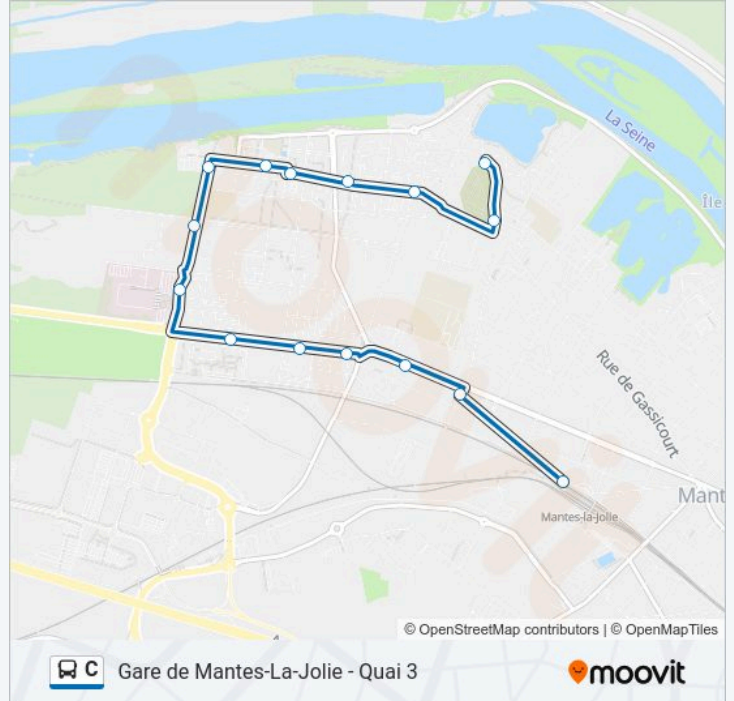 La Seine
Île
Rue de Gassicourt
Mant
Mantes-la-Jolie
© OpenStreetMap contributors | © OpenMapTiles
C Gare de Mantes-La-Jolie - Quai 3
moovit